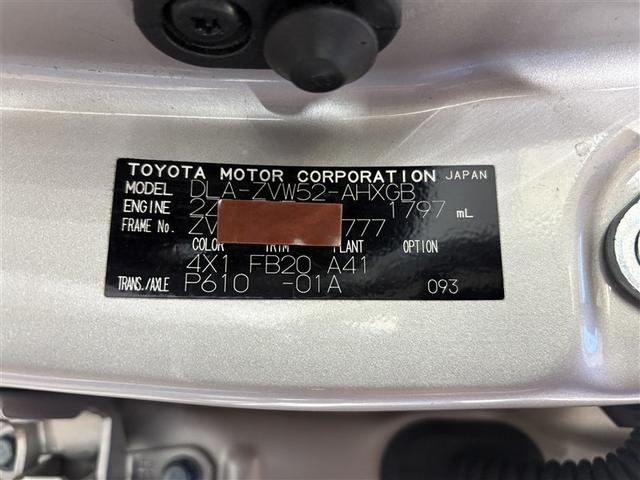 TOYOTA MOTOR CORPORATION JAPAN
MODEL DLA-ZVW52-AHXGB
ENGINE 2Z 1797 mL
FRAME No. ZV 777
COLOR TRIM PLANT OPTION
4X1 FB20 A41
TRANS./AXLE P610 -01A 093